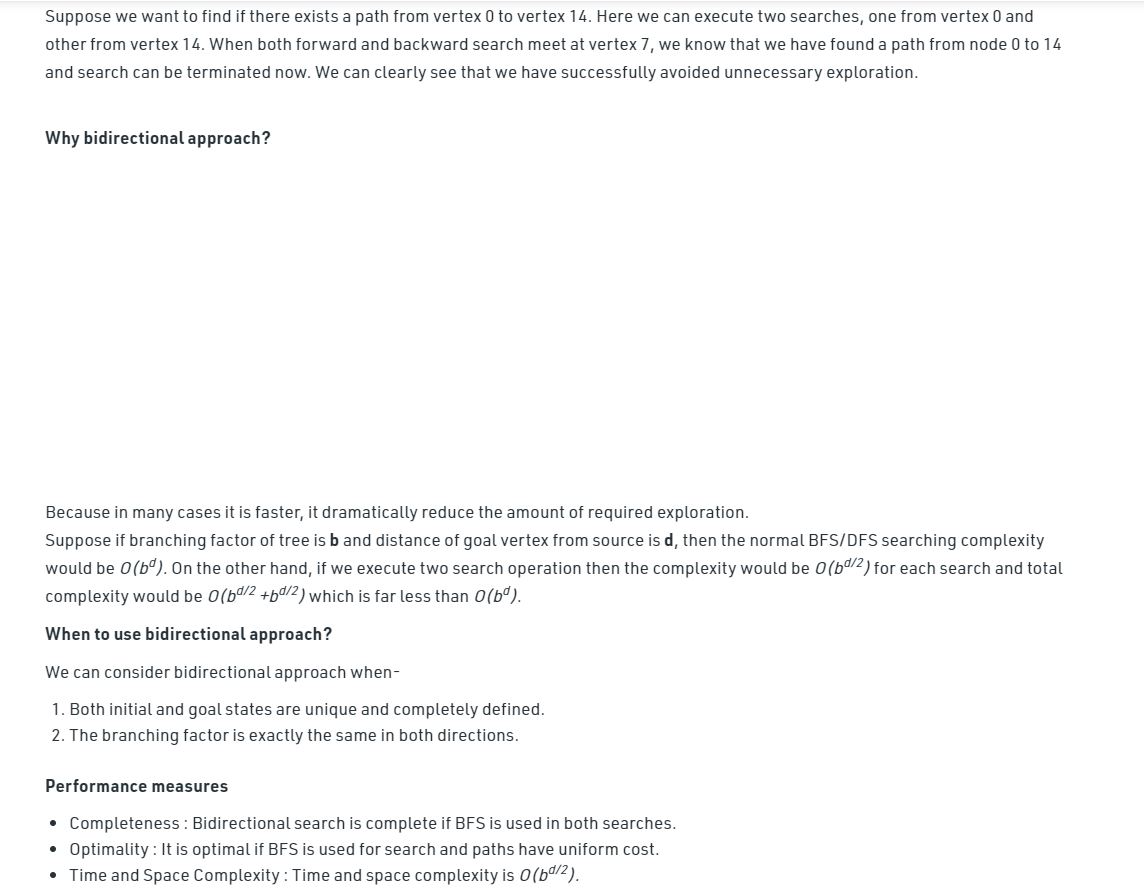 Suppose we want to find if there exists a path from vertex 0 to vertex 14. Here we can execute two searches, one from vertex 0 and
other from vertex 14. When both forward and backward search meet at vertex 7, we know that we have found a path from node 0 to 14
and search can be terminated now. We can clearly see that we have successfully avoided unnecessary exploration.
Why bidirectional approach?
Because in many cases it is faster, it dramatically reduce the amount of required exploration.
Suppose if branching factor of tree is b and distance of goal vertex from source is d, then the normal BFS/DFS searching complexity
would be O(b^d). On the other hand, if we execute two search operation then the complexity would be O(b^d/2) for each search and total
complexity would be O(b^d/2 +b^d/2) which is far less than O(b^d).
When to use bidirectional approach?
We can consider bidirectional approach when-
1. Both initial and goal states are unique and completely defined.
2. The branching factor is exactly the same in both directions.
Performance measures
• Completeness : Bidirectional search is complete if BFS is used in both searches.
• Optimality : It is optimal if BFS is used for search and paths have uniform cost.
• Time and Space Complexity : Time and space complexity is O(b^d/2).